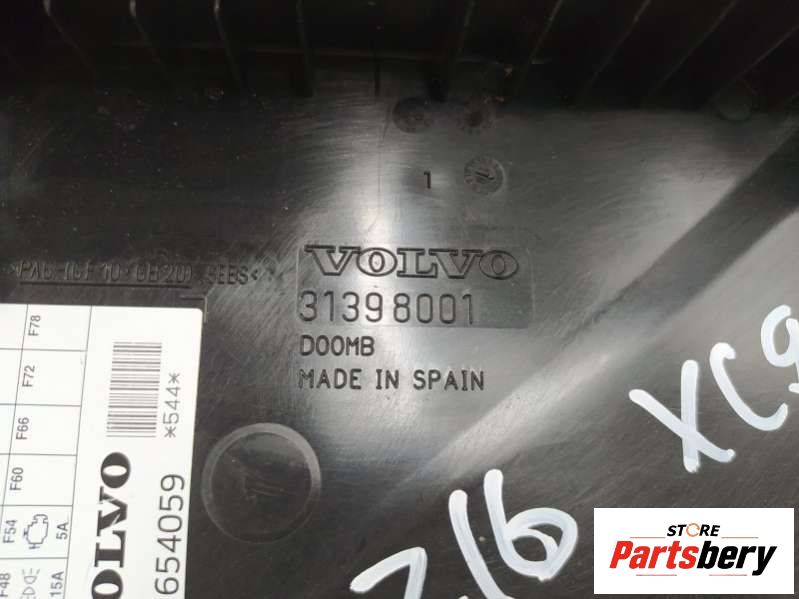 1
VOLVO
31398001
D00MB
MADE IN SPAIN
F78
F72
F66
F60
F54
F48
5A
15A
*544*
VOLVO
654059
XC9
STORE
Partsbery